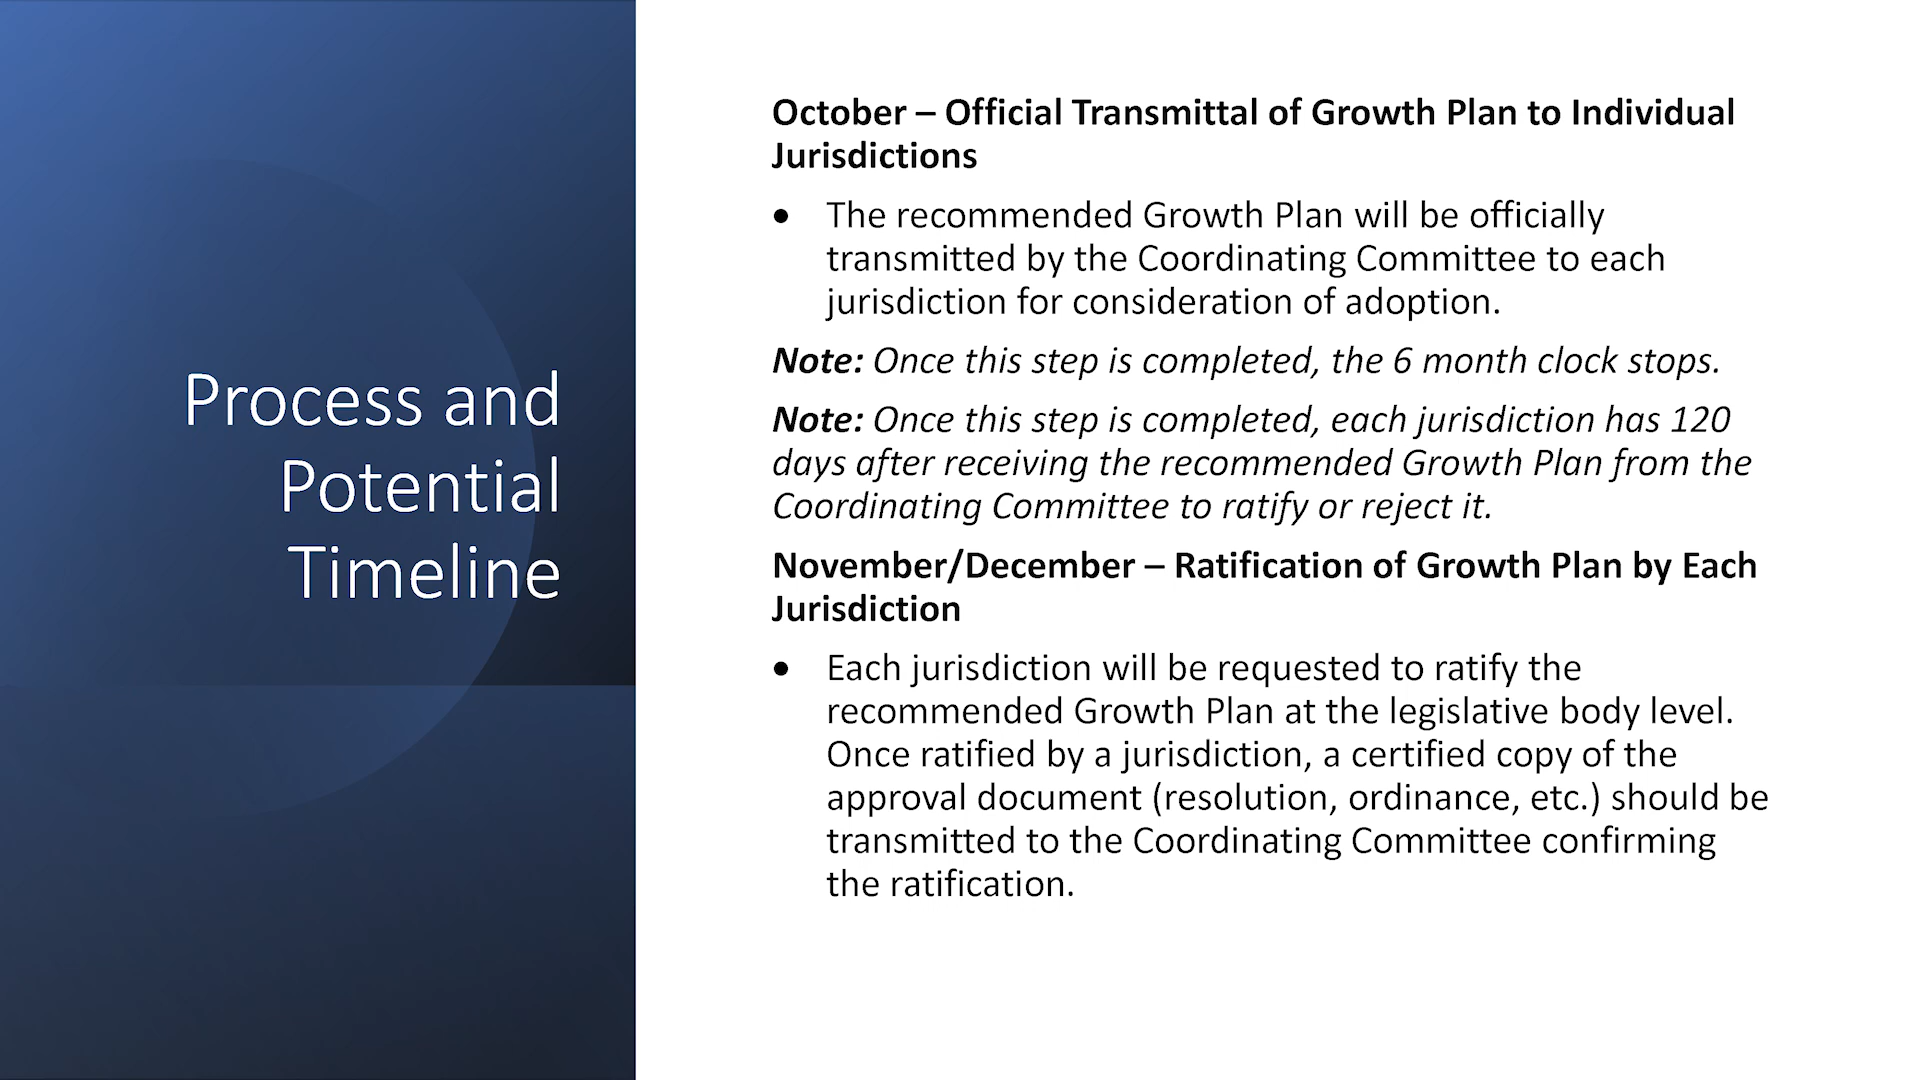 Process and
Potential
Timeline
October – Official Transmittal of Growth Plan to Individual
Jurisdictions
• The recommended Growth Plan will be officially
transmitted by the Coordinating Committee to each
jurisdiction for consideration of adoption.
Note: Once this step is completed, the 6 month clock stops.
Note: Once this step is completed, each jurisdiction has 120
days after receiving the recommended Growth Plan from the
Coordinating Committee to ratify or reject it.
November/December – Ratification of Growth Plan by Each
Jurisdiction
• Each jurisdiction will be requested to ratify the
recommended Growth Plan at the legislative body level.
Once ratified by a jurisdiction, a certified copy of the
approval document (resolution, ordinance, etc.) should be
transmitted to the Coordinating Committee confirming
the ratification.